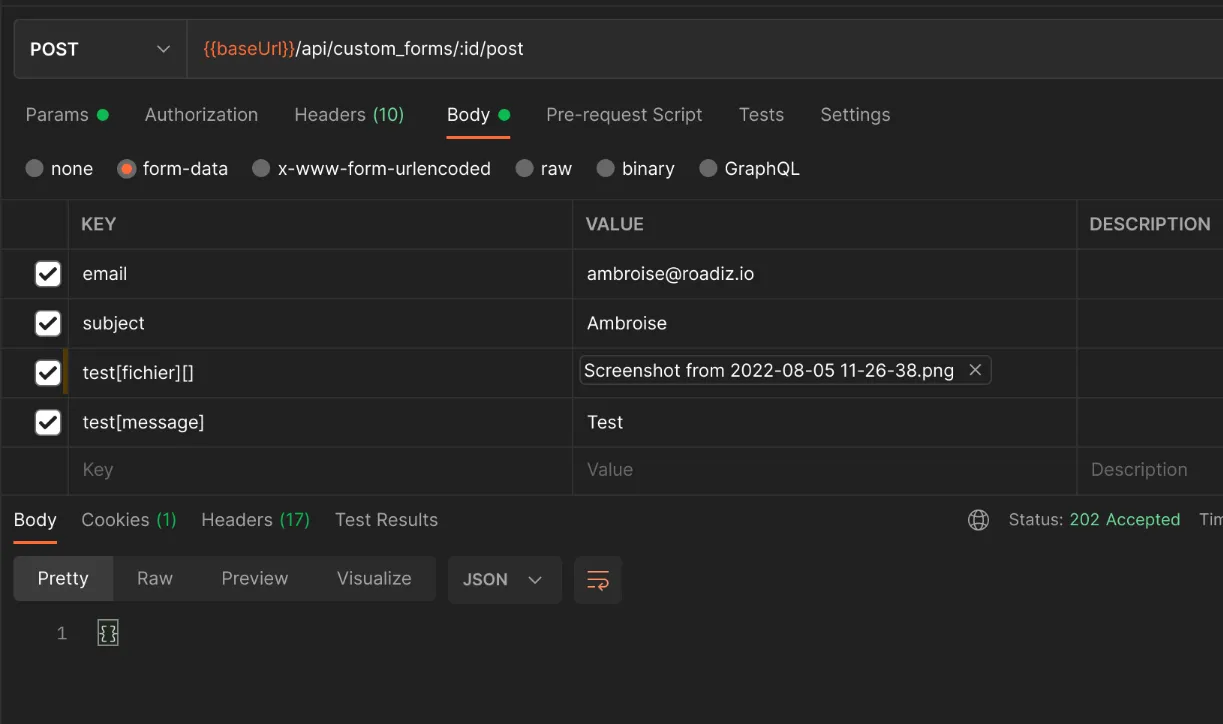 POST {{baseUrl}}/api/custom_forms/:id/post
Params Authorization Headers (10) Body Pre-request Script Tests Settings
none form-data x-www-form-urlencoded raw binary GraphQL
KEY VALUE DESCRIPTION
email ambroise@roadiz.io
subject Ambroise
test[fichier][] Screenshot from 2022-08-05 11-26-38.png
test[message] Test
Key Value Description
Body Cookies (1) Headers (17) Test Results Status: 202 Accepted Tim
Pretty Raw Preview Visualize JSON
1 {}